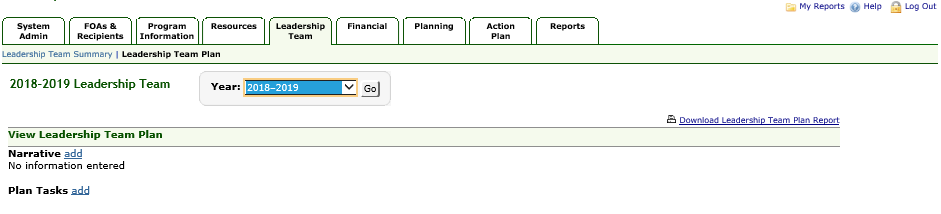 My Reports Help Log Out
System Admin FOAs & Recipients Program Information Resources Leadership Team Financial Planning Action Plan Reports
Leadership Team Summary | Leadership Team Plan
2018-2019 Leadership Team Year: 2018–2019 Go
Download Leadership Team Plan Report
View Leadership Team Plan
Narrative add
No information entered
Plan Tasks add